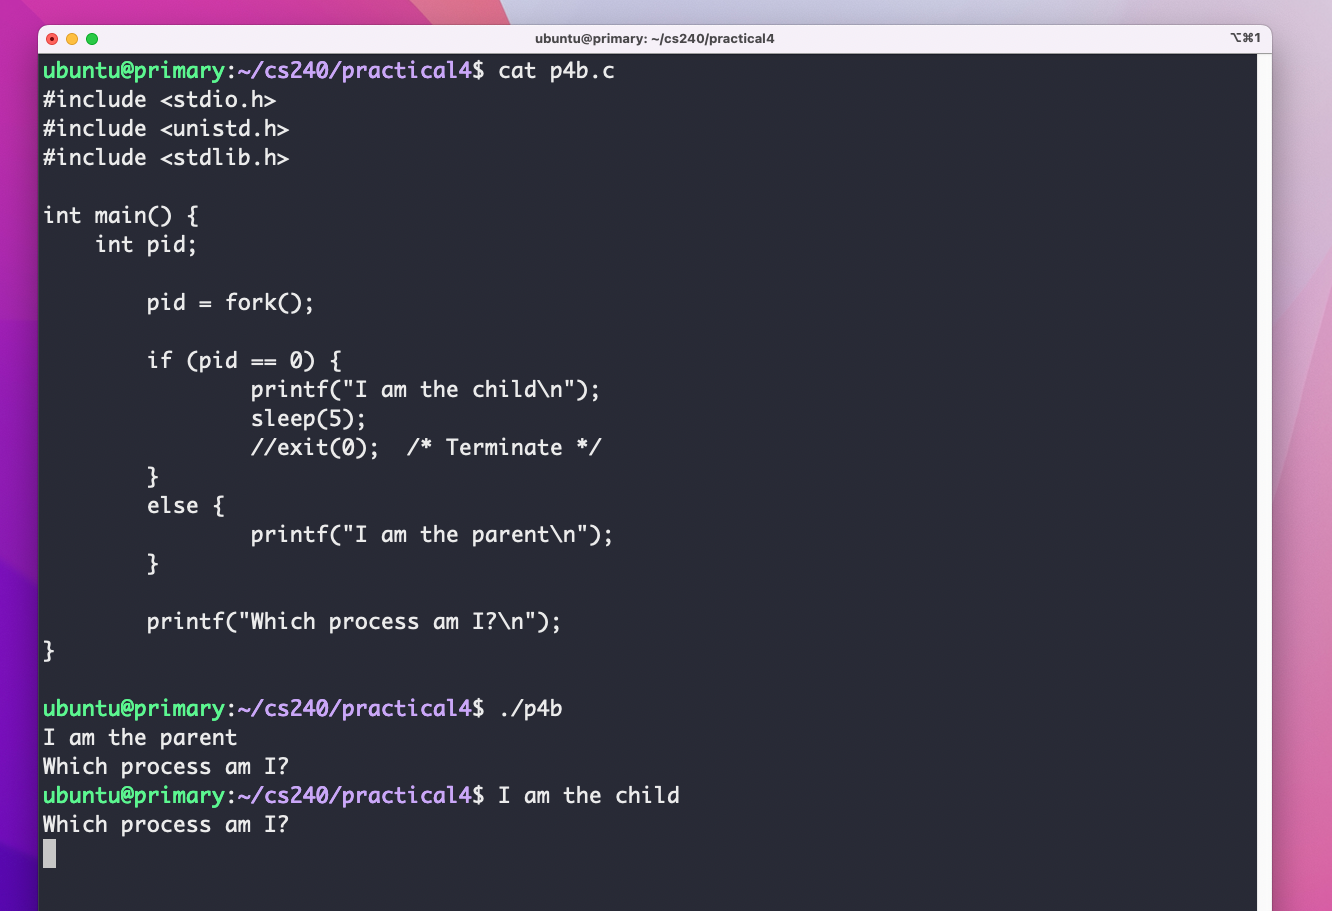 ubuntu@primary: ~/cs240/practical4
⌥⌘1
ubuntu@primary:~/cs240/practical4$ cat p4b.c
#include <stdio.h>
#include <unistd.h>
#include <stdlib.h>
int main() {
    int pid;
        pid = fork();
        if (pid == 0) {
                printf("I am the child\n");
                sleep(5);
                //exit(0);  /* Terminate */
        }
        else {
                printf("I am the parent\n");
        }
        printf("Which process am I?\n");
}
ubuntu@primary:~/cs240/practical4$ ./p4b
I am the parent
Which process am I?
ubuntu@primary:~/cs240/practical4$ I am the child
Which process am I?